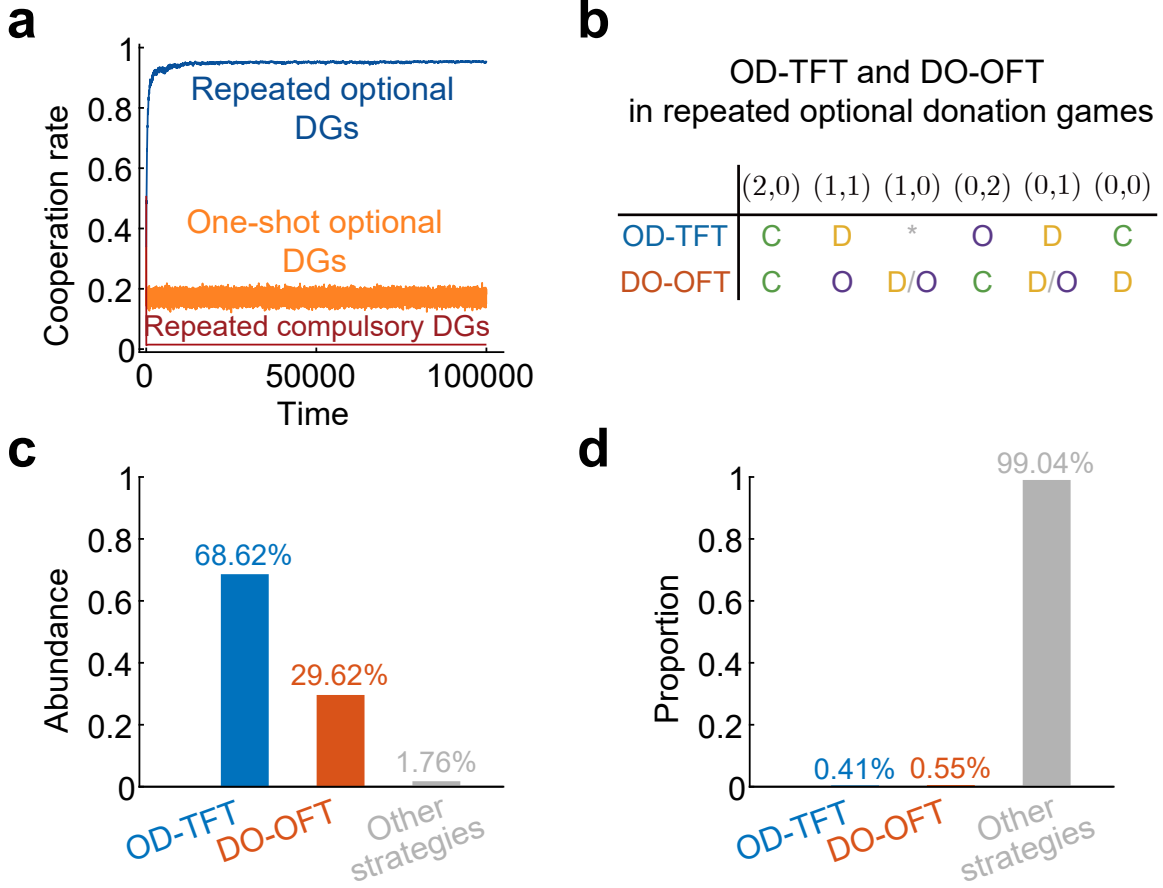 a
1
0.8
0.6
0.4
0.2
0
Cooperation rate
Repeated optional
DGs
One-shot optional
DGs
Repeated compulsory DGs
0
50000
100000
Time
b
OD-TFT and DO-OFT
in repeated optional donation games
(2,0) (1,1) (1,0) (0,2) (0,1) (0,0)
OD-TFT C D * O D C
DO-OFT C O D/O C D/O D
c
1
0.8
0.6
0.4
0.2
0
Abundance
68.62%
29.62%
1.76%
OD-TFT
DO-OFT
Other
strategies
d
1
0.8
0.6
0.4
0.2
0
Proportion
0.41%
0.55%
99.04%
OD-TFT
DO-OFT
Other
strategies